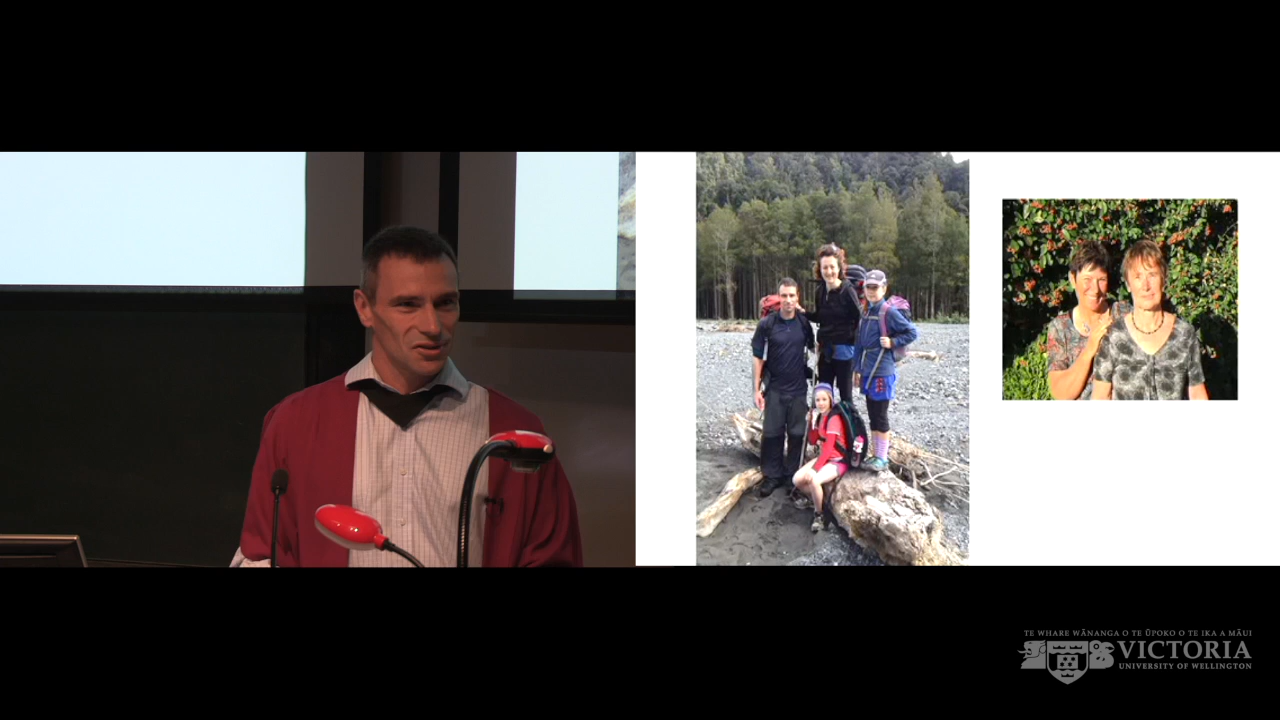 TE WHARE WĀNANGA O TE ŪPOKO O TE IKA A MĀUI
VICTORIA
UNIVERSITY OF WELLINGTON